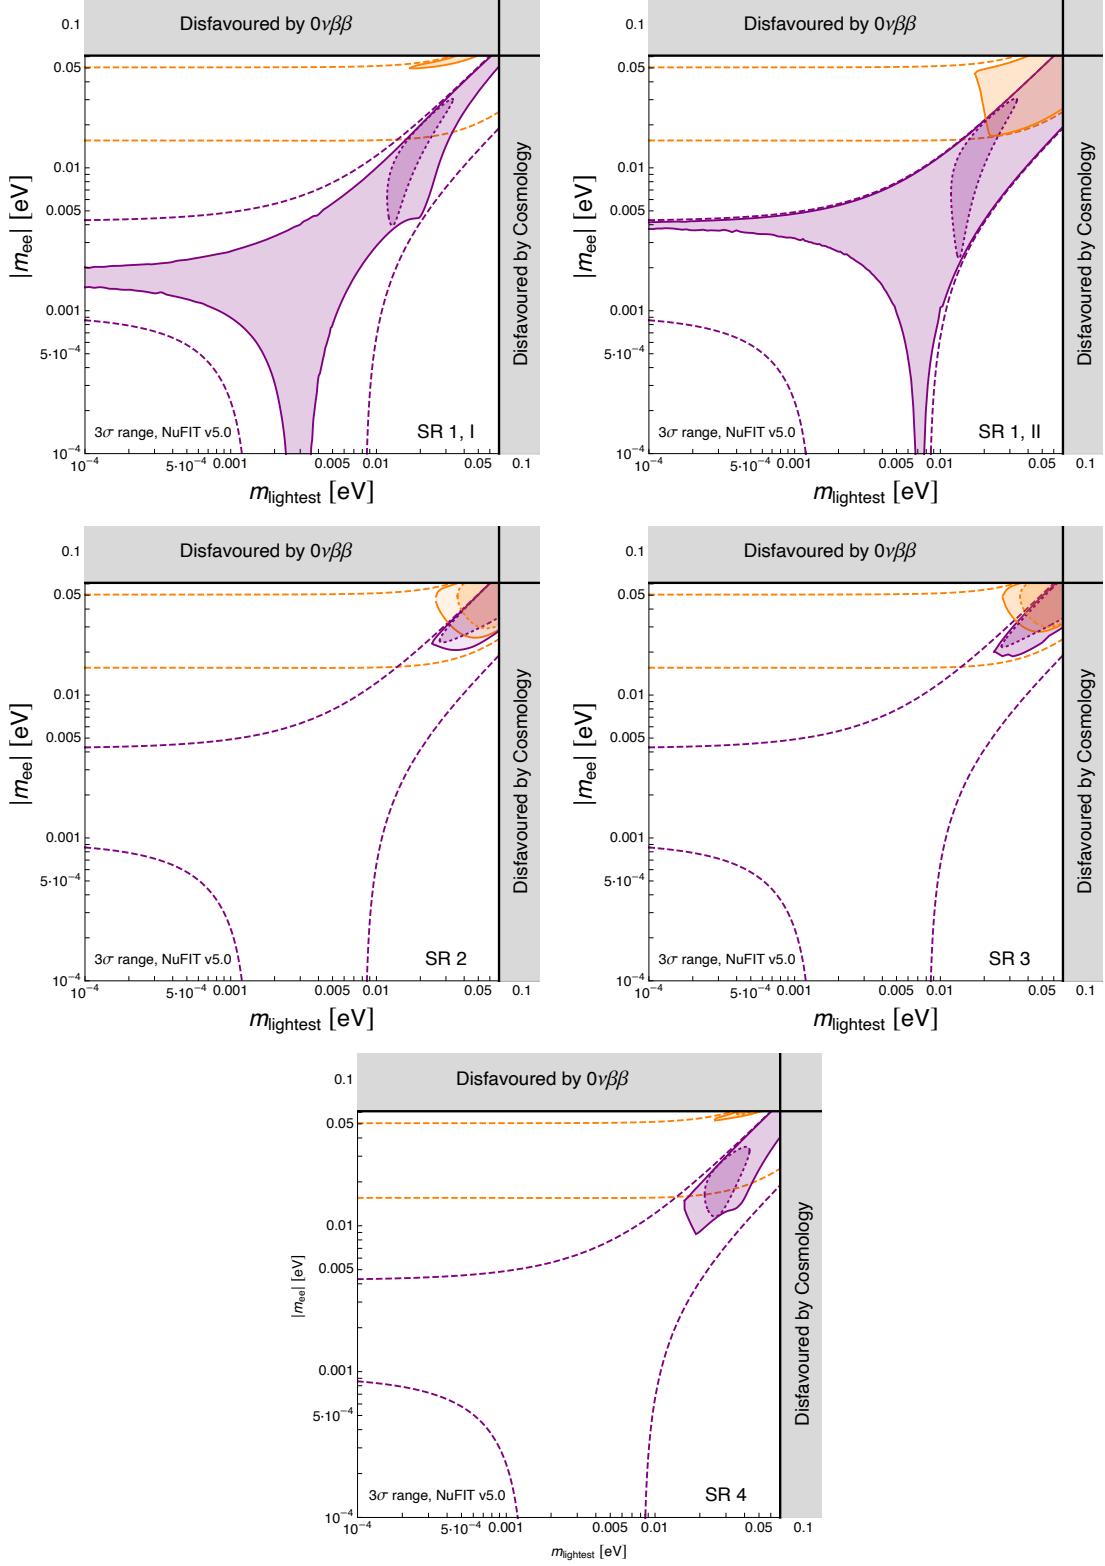 Disfavoured by 0νββ
0.1
0.05
0.01
0.005
0.001
5·10⁻⁴
10⁻⁴
|mₑₑ| [eV]
Disfavoured by Cosmology
3σ range, NuFIT v5.0
SR 1, I
10⁻⁴ 5·10⁻⁴ 0.001 0.005 0.01 0.05 0.1
m_lightest [eV]
Disfavoured by 0νββ
0.1
0.05
0.01
0.005
0.001
5·10⁻⁴
10⁻⁴
|mₑₑ| [eV]
Disfavoured by Cosmology
3σ range, NuFIT v5.0
SR 1, II
10⁻⁴ 5·10⁻⁴ 0.001 0.005 0.01 0.05 0.1
m_lightest [eV]
Disfavoured by 0νββ
0.1
0.05
0.01
0.005
0.001
5·10⁻⁴
10⁻⁴
|mₑₑ| [eV]
Disfavoured by Cosmology
3σ range, NuFIT v5.0
SR 2
10⁻⁴ 5·10⁻⁴ 0.001 0.005 0.01 0.05 0.1
m_lightest [eV]
Disfavoured by 0νββ
0.1
0.05
0.01
0.005
0.001
5·10⁻⁴
10⁻⁴
|mₑₑ| [eV]
Disfavoured by Cosmology
3σ range, NuFIT v5.0
SR 3
10⁻⁴ 5·10⁻⁴ 0.001 0.005 0.01 0.05 0.1
m_lightest [eV]
Disfavoured by 0νββ
0.1
0.05
0.01
0.005
0.001
5·10⁻⁴
10⁻⁴
|mₑₑ| [eV]
Disfavoured by Cosmology
3σ range, NuFIT v5.0
SR 4
10⁻⁴ 5·10⁻⁴ 0.001 0.005 0.01 0.05 0.1
m_lightest [eV]